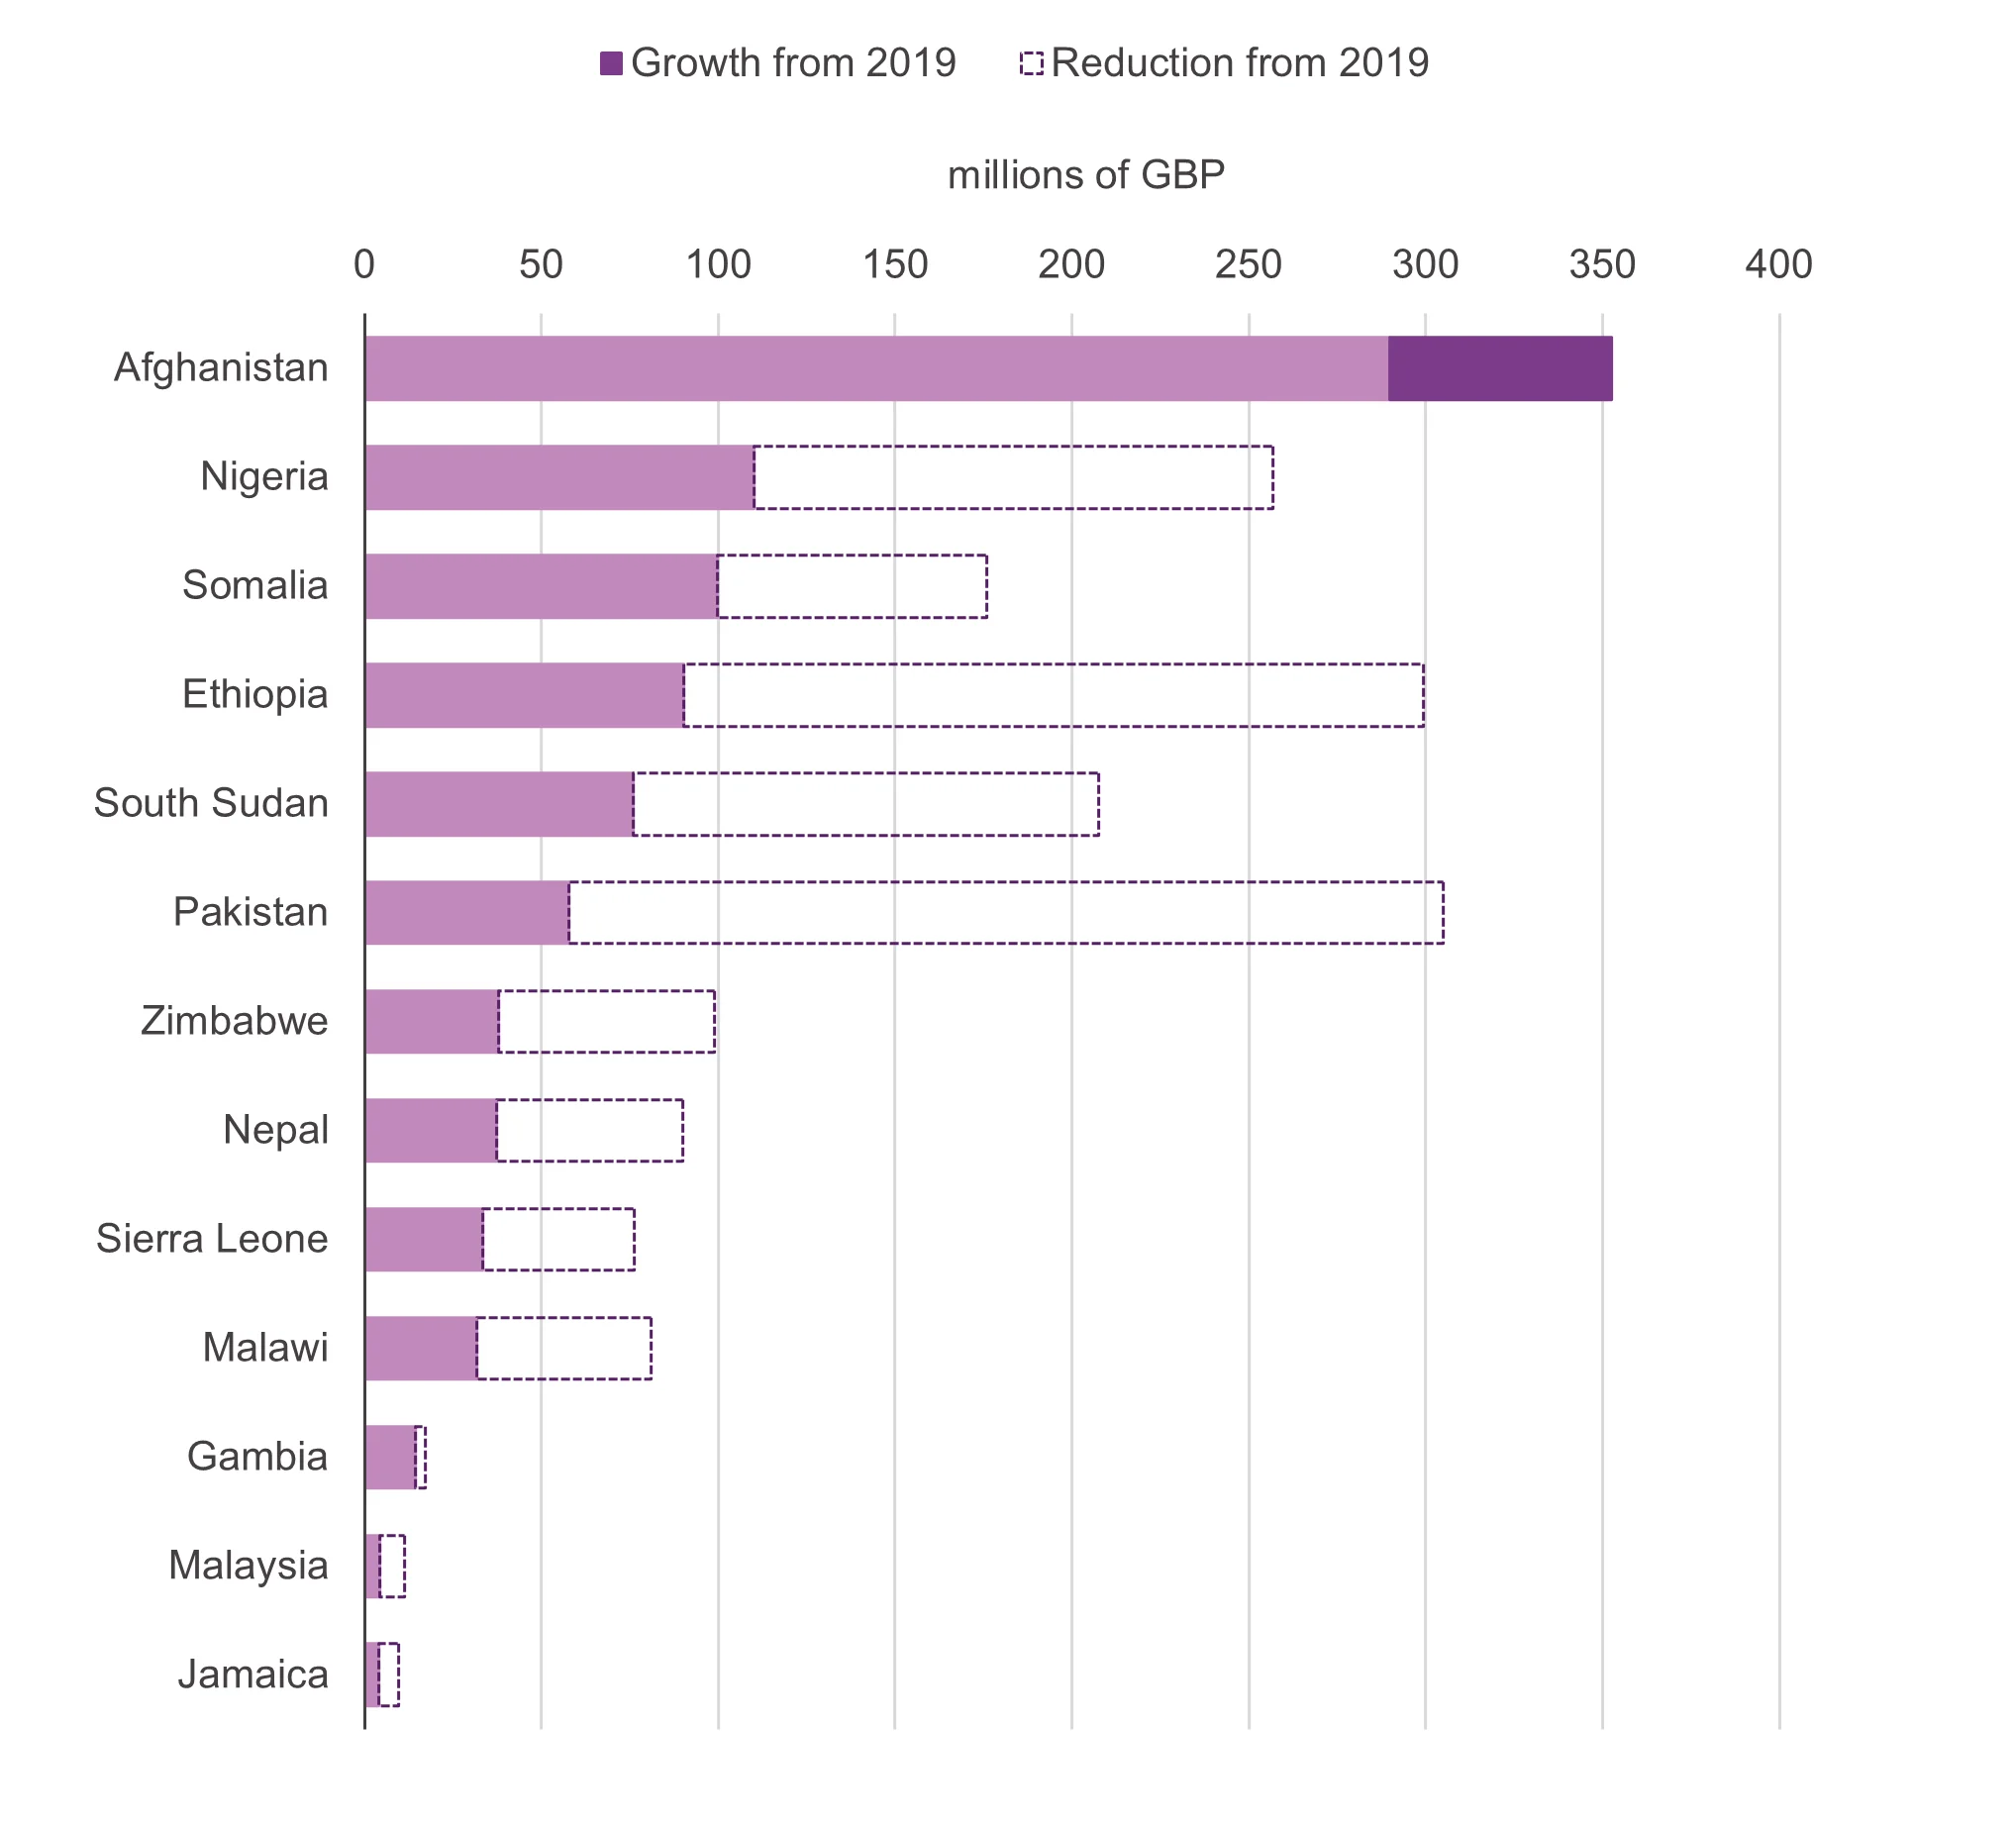 Growth from 2019 Reduction from 2019
millions of GBP
0 50 100 150 200 250 300 350 400
Afghanistan
Nigeria
Somalia
Ethiopia
South Sudan
Pakistan
Zimbabwe
Nepal
Sierra Leone
Malawi
Gambia
Malaysia
Jamaica